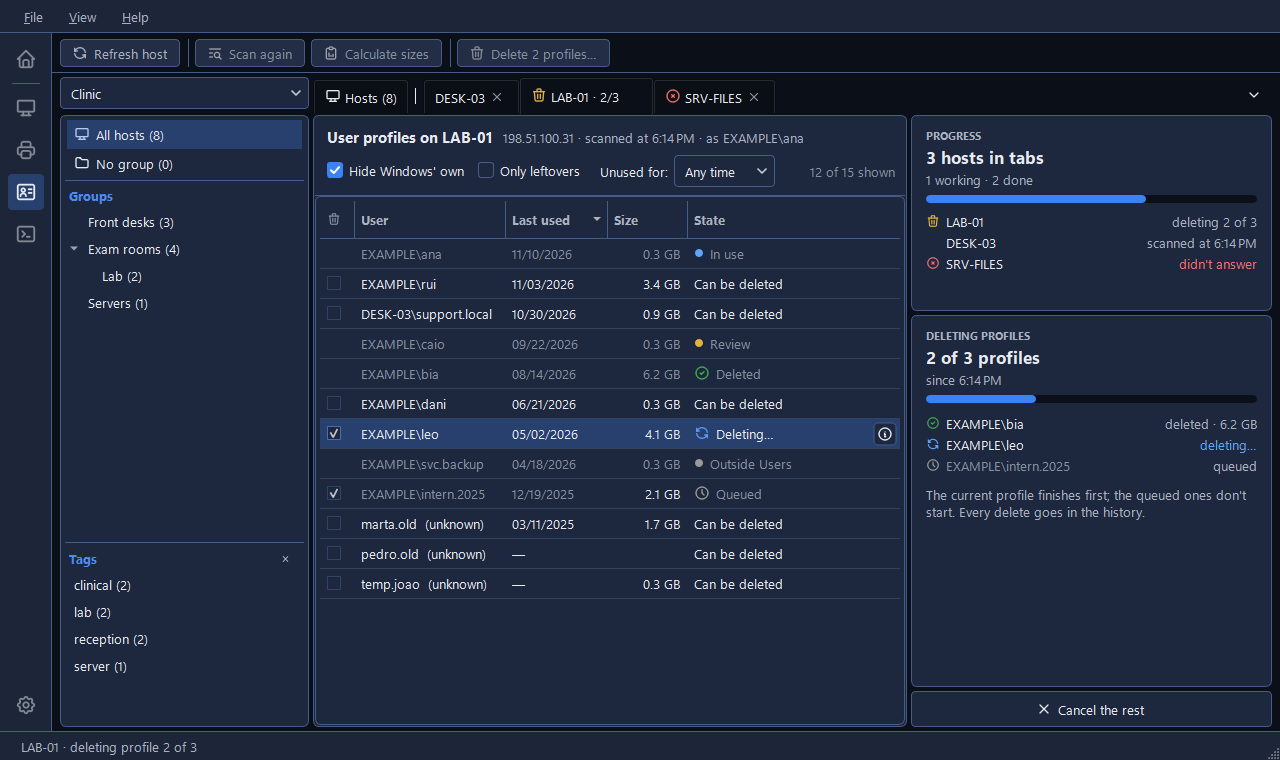 File View Help
Refresh host Scan again Calculate sizes Delete 2 profiles...
Clinic
All hosts (8)
No group (0)
Groups
Front desks (3)
Exam rooms (4)
Lab (2)
Servers (1)
Tags ×
clinical (2)
lab (2)
reception (2)
server (1)
Hosts (8) DESK-03 LAB-01 · 2/3 SRV-FILES
User profiles on LAB-01 198.51.100.31 · scanned at 6:14 PM · as EXAMPLE\ana
Hide Windows' own Only leftovers Unused for: Any time 12 of 15 shown
User Last used Size State
EXAMPLE\ana 11/10/2026 0.3 GB In use
EXAMPLE\rui 11/03/2026 3.4 GB Can be deleted
DESK-03\support.local 10/30/2026 0.9 GB Can be deleted
EXAMPLE\caio 09/22/2026 0.3 GB Review
EXAMPLE\bia 08/14/2026 6.2 GB Deleted
EXAMPLE\dani 06/21/2026 0.3 GB Can be deleted
EXAMPLE\leo 05/02/2026 4.1 GB Deleting...
EXAMPLE\svc.backup 04/18/2026 0.3 GB Outside Users
EXAMPLE\intern.2025 12/19/2025 2.1 GB Queued
marta.old (unknown) 03/11/2025 1.7 GB Can be deleted
pedro.old (unknown) — Can be deleted
temp.joao (unknown) — 0.3 GB Can be deleted
PROGRESS
3 hosts in tabs
1 working · 2 done
LAB-01 deleting 2 of 3
DESK-03 scanned at 6:14 PM
SRV-FILES didn't answer
DELETING PROFILES
2 of 3 profiles
since 6:14 PM
EXAMPLE\bia deleted · 6.2 GB
EXAMPLE\leo deleting...
EXAMPLE\intern.2025 queued
The current profile finishes first; the queued ones don't
start. Every delete goes in the history.
Cancel the rest
LAB-01 · deleting profile 2 of 3